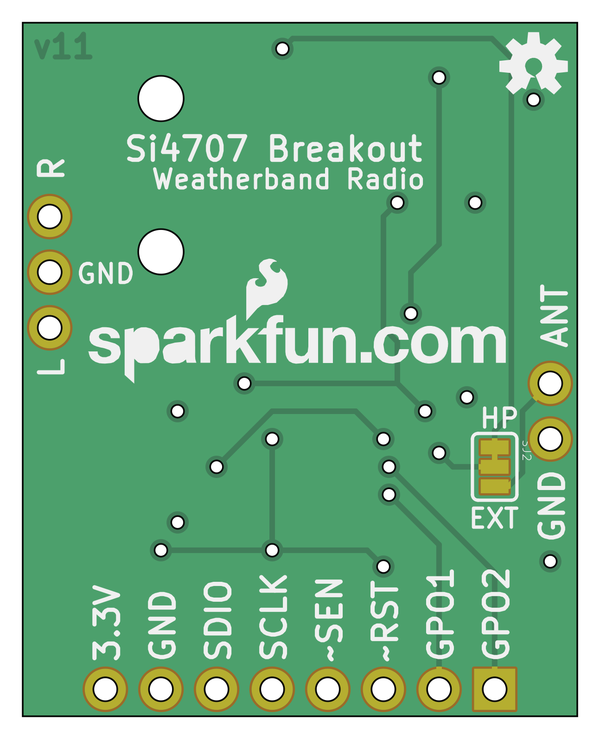 v11
Si4707 Breakout
Weatherband Radio
R
GND
L
sparkfun.com
ANT
HP
SJ2
EXT
GND
3.3V
GND
SDIO
SCLK
~SEN
~RST
GPO1
GPO2